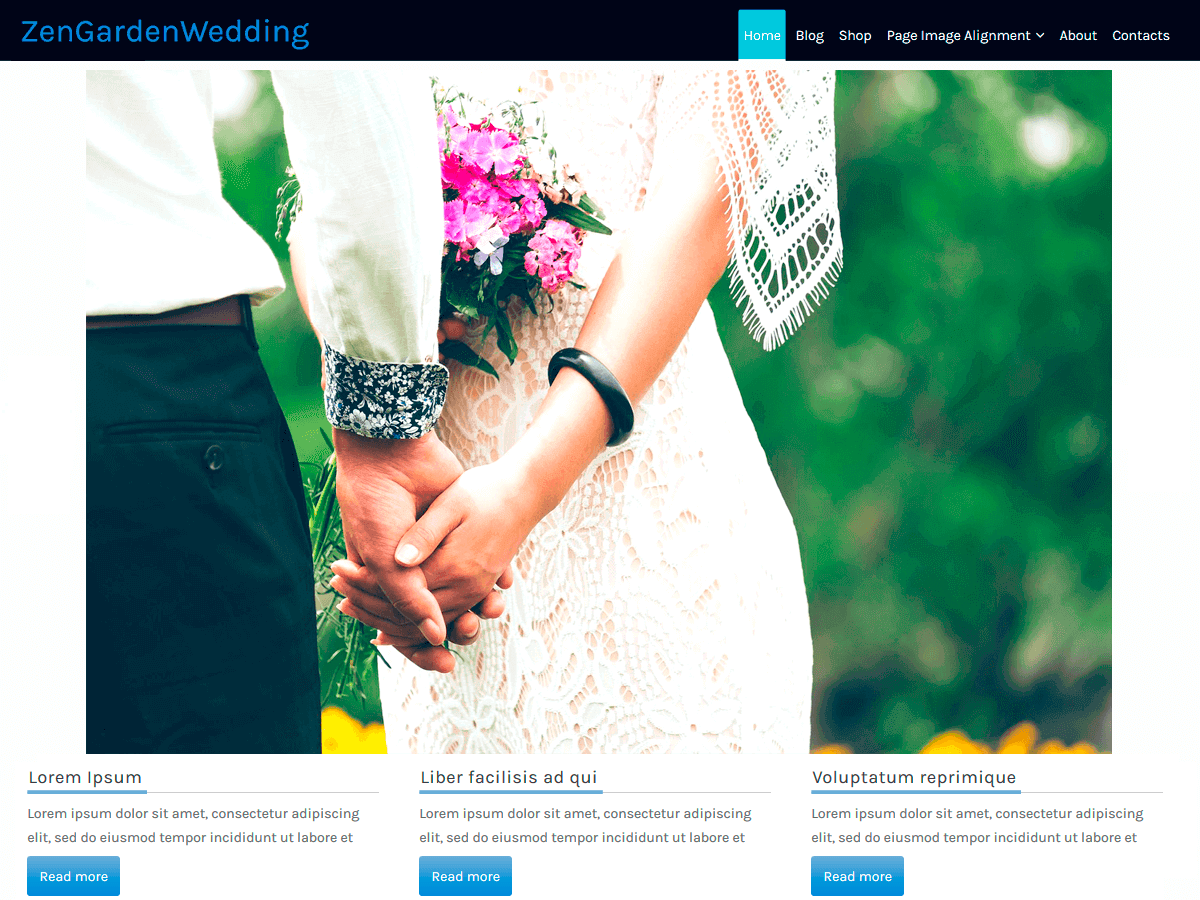 ZenGardenWedding
Home Blog Shop Page Image Alignment About Contacts
Lorem Ipsum
Lorem ipsum dolor sit amet, consectetur adipiscing
elit, sed do eiusmod tempor incididunt ut labore et
Read more
Liber facilisis ad qui
Lorem ipsum dolor sit amet, consectetur adipiscing
elit, sed do eiusmod tempor incididunt ut labore et
Read more
Voluptatum reprimique
Lorem ipsum dolor sit amet, consectetur adipiscing
elit, sed do eiusmod tempor incididunt ut labore et
Read more